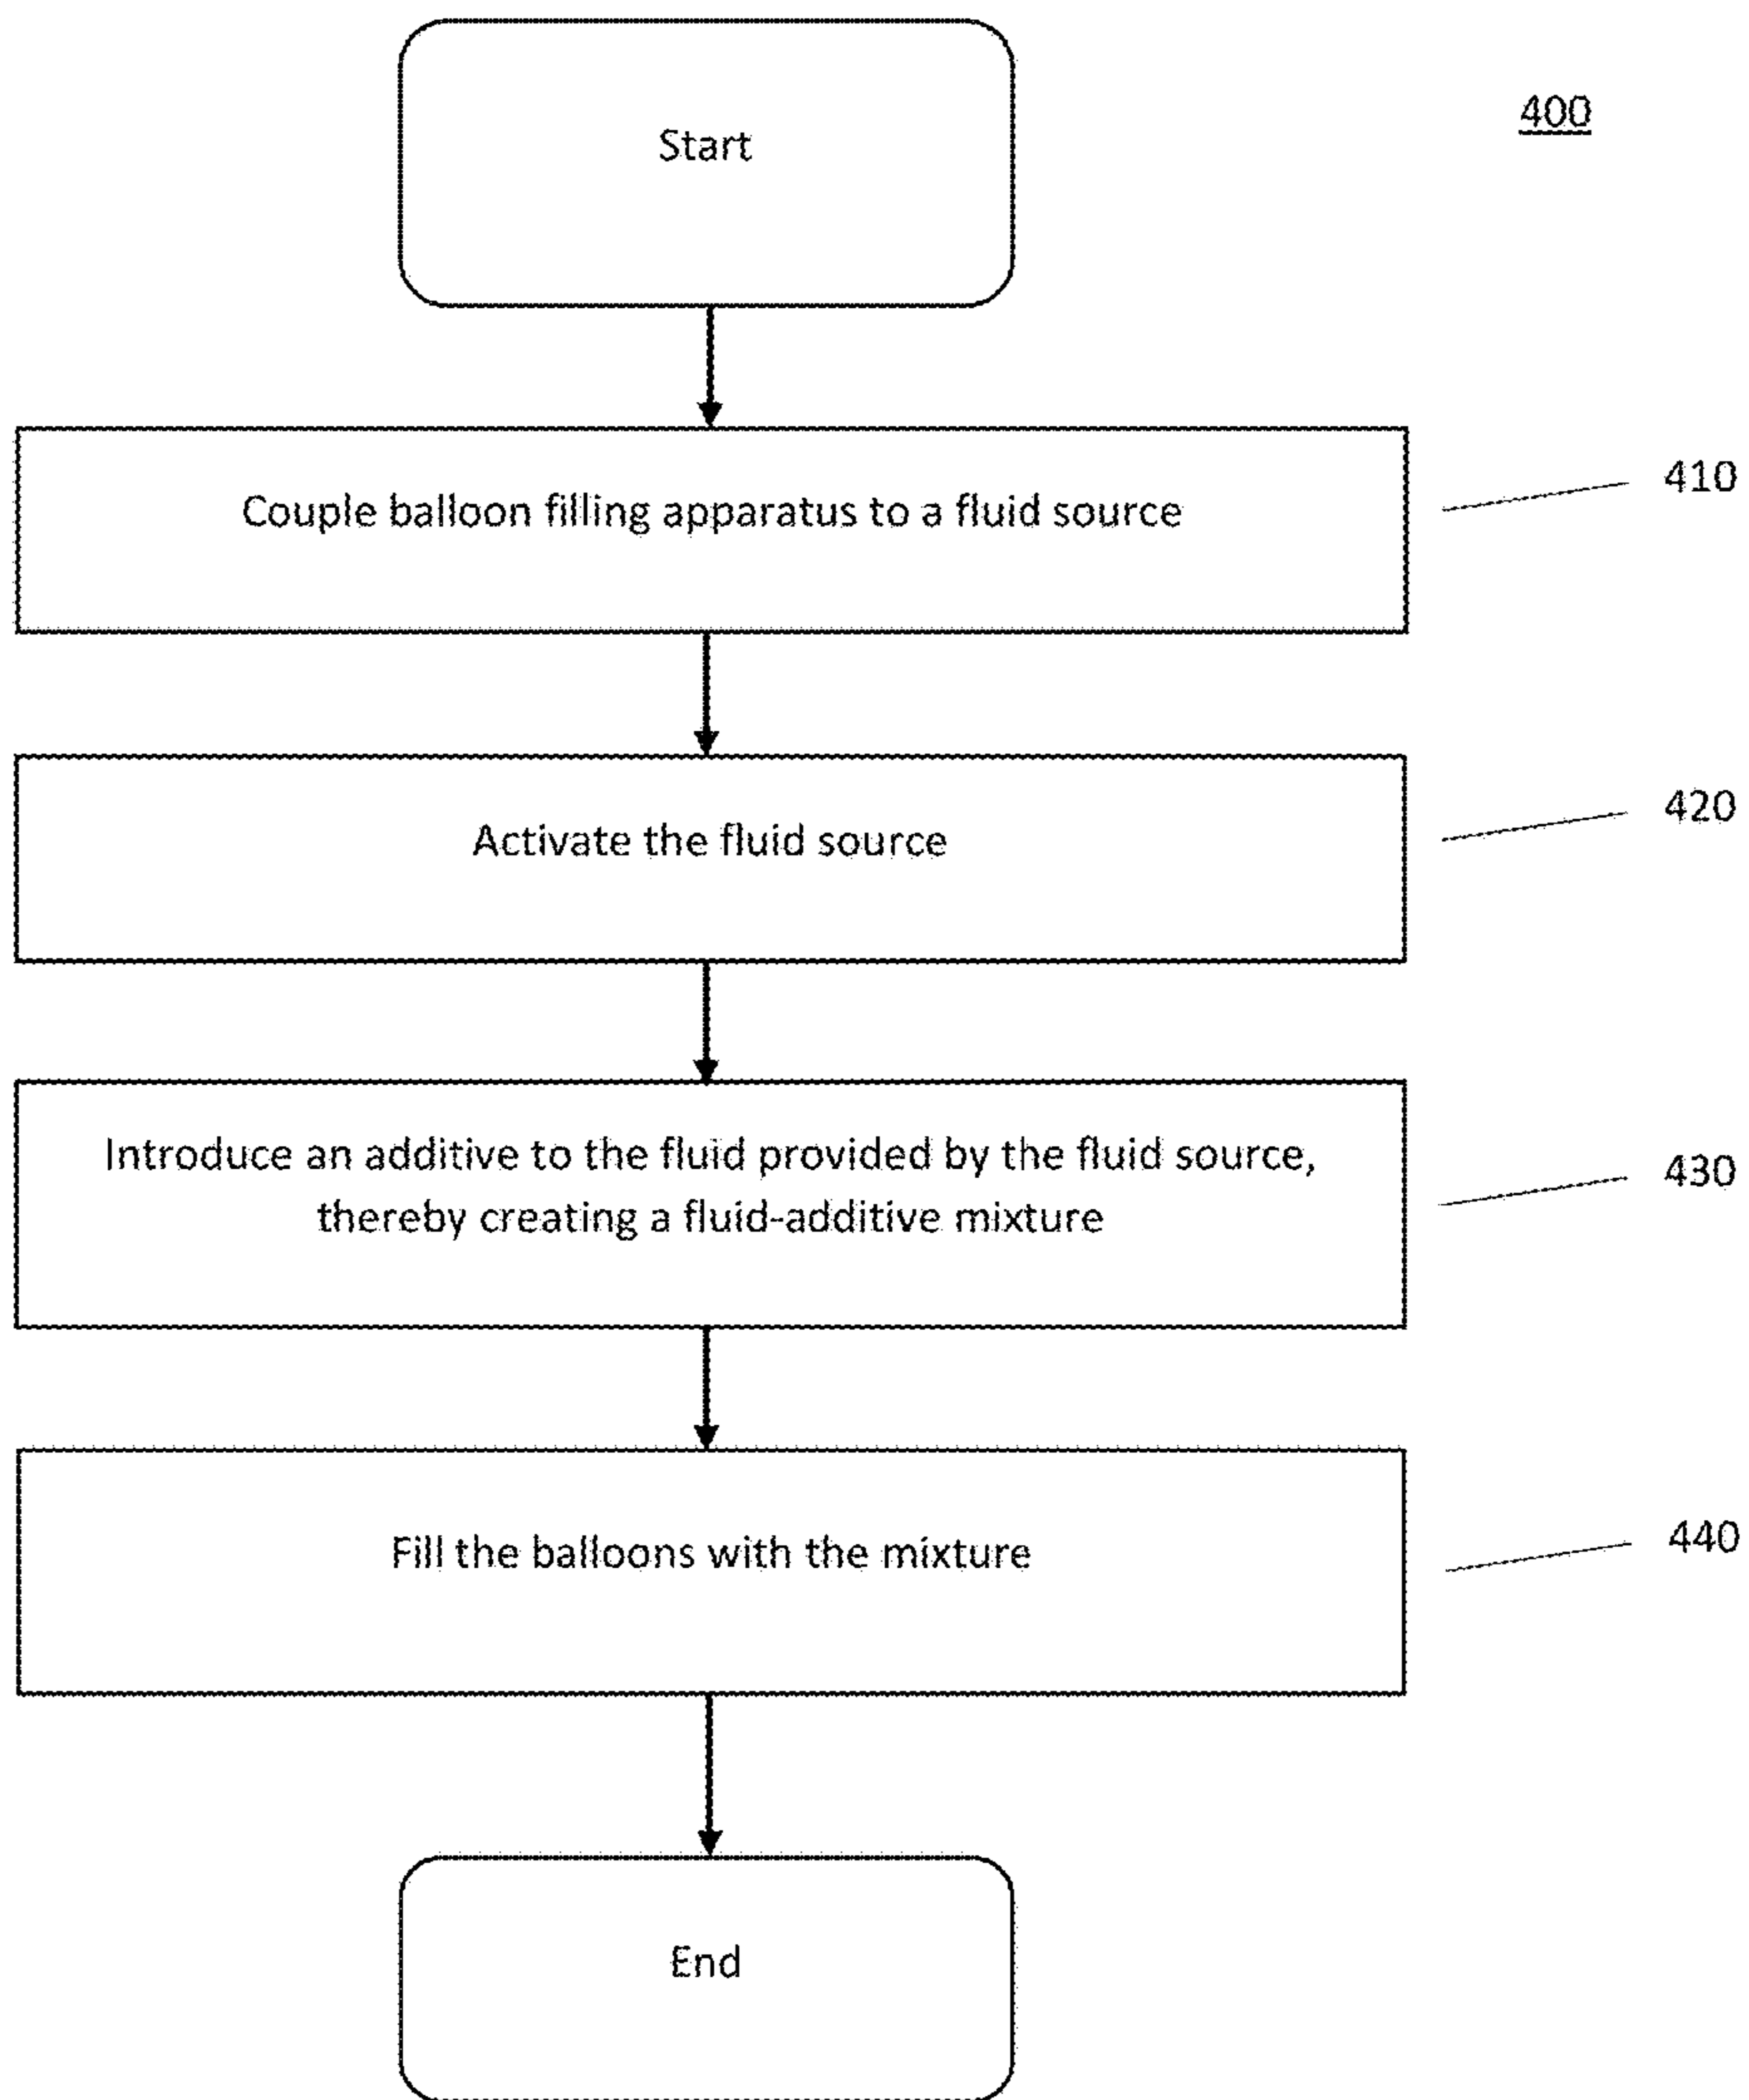 Start
400
Couple balloon filling apparatus to a fluid source
410
Activate the fluid source
420
Introduce an additive to the fluid provided by the fluid source,
thereby creating a fluid-additive mixture
430
Fill the balloons with the mixture
440
End